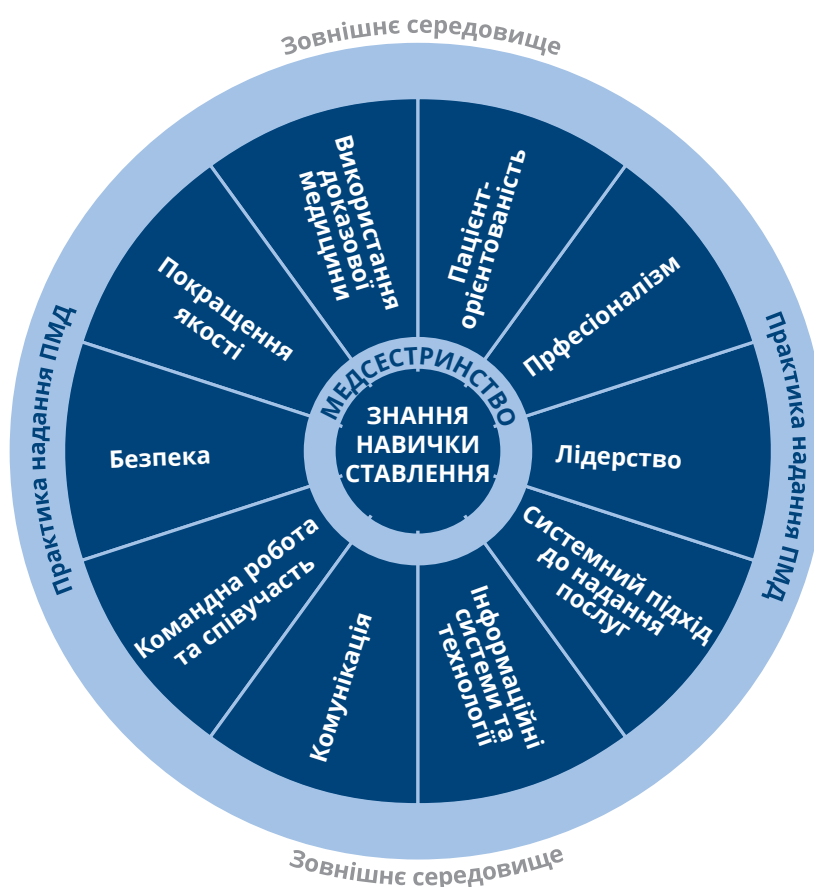 Зовнішнє середовище
Використання
доказової
медицини
Пацієнт-
орієнтованість
Покращення
якості
Прфесіоналізм
Практика надання ПМД
Практика надання ПМД
МЕДСЕСТРИНСТВО
ЗНАННЯ
НАВИЧКИ
СТАВЛЕННЯ
Безпека
Лідерство
Командна робота
та співучасть
Системний підхід
до надання
послуг
Комунікація
Інформаційні
системи та
технології
Зовнішнє середовище